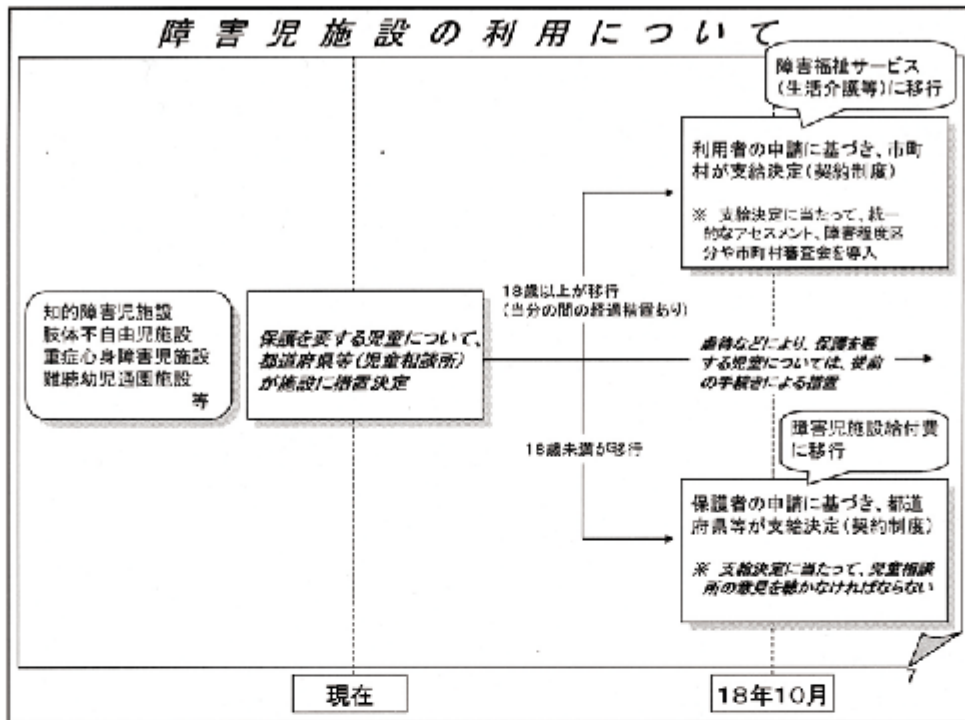 障害児施設の利用について
障害福祉サービス
（生活介護等）に移行
利用者の申請に基づき、市町
村が支給決定（契約制度）
※ 支給決定に当たって、統一
的なアセスメント、障害程度区
分や市町村審査会を導入
18歳以上が移行
（当分の間の経過措置あり）
知的障害児施設
肢体不自由児施設
重症心身障害児施設
難聴幼児通園施設
等
保護を要する児童について、
都道府県等（児童相談所）
が施設に措置決定
虐待などにより、保護を要
する児童については、従前
の手続きによる措置
18歳未満が移行
障害児施設給付費
に移行
保護者の申請に基づき、都道
府県等が支給決定（契約制度）
※ 支給決定に当たって、児童相談
所の意見を聴かなければならない
現在
18年10月